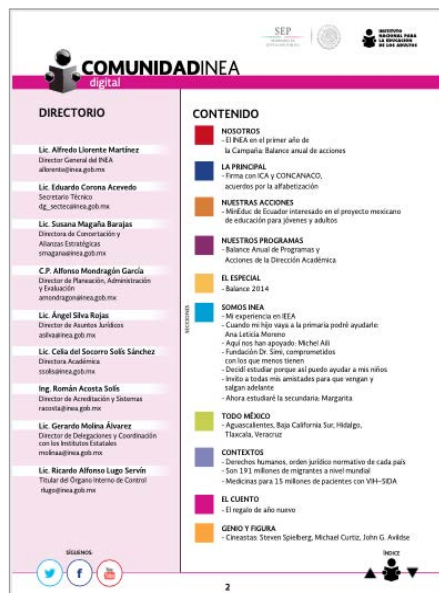 SEP
INSTITUTO
NACIONAL PARA
LA EDUCACIÓN
DE LOS ADULTOS
COMUNIDADINEA
digital
DIRECTORIO
Lic. Alfredo Llorente Martínez
Director General del INEA
allorente@inea.gob.mx
Lic. Eduardo Corona Acevedo
Secretario Técnico
dg_sectec@inea.gob.mx
Lic. Susana Magaña Barajas
Directora de Concertación y
Alianzas Estratégicas
smagana@inea.gob.mx
C.P. Alfonso Mondragón García
Director de Planeación, Administración
y Evaluación
amondragon@inea.gob.mx
Lic. Ángel Silva Rojas
Director de Asuntos Jurídicos
asilva@inea.gob.mx
Lic. Celia del Socorro Solís Sánchez
Directora Académica
ssolis@inea.gob.mx
Ing. Román Acosta Solís
Director de Acreditación y Sistemas
racosta@inea.gob.mx
Lic. Gerardo Molina Álvarez
Director de Delegaciones y Coordinación
con los Institutos Estatales
molinaa@inea.gob.mx
Lic. Ricardo Alfonso Lugo Servín
Titular del Órgano Interno de Control
rlugo@inea.gob.mx
SÍGUENOS:
SECCIONES
CONTENIDO
NOSOTROS
- El INEA en el primer año de
la Campaña: Balance anual de acciones
LA PRINCIPAL
- Firma con ICA y CONCANACO,
acuerdos por la alfabetización
NUESTRAS ACCIONES
- MinEduc de Ecuador interesado en el proyecto mexicano
de educación para jóvenes y adultos
NUESTROS PROGRAMAS
- Balance Anual de Programas y
Acciones de la Dirección Académica
EL ESPECIAL
- Balance 2014
SOMOS INEA
- Mi experiencia en IEEA
- Cuando mi hijo vaya a la primaria podré ayudarle:
Ana Leticia Moreno
- Aquí nos han apoyado: Michel Aili
- Fundación Dr. Simi, comprometidos
con los que menos tienen
- Decidí estudiar porque así puedo ayudar a mis niños
- Invito a todas mis amistades para que vengan y
salgan adelante
- Ahora estudiaré la secundaria: Margarita
TODO MÉXICO
- Aguascalientes, Baja California Sur, Hidalgo,
Tlaxcala, Veracruz
CONTEXTOS
- Derechos humanos, orden jurídico normativo de cada país
- Son 191 millones de migrantes a nivel mundial
- Medicinas para 15 millones de pacientes con VIH-SIDA
EL CUENTO
- El regalo de año nuevo
GENIO Y FIGURA
- Cineastas: Steven Spielberg, Michael Curtiz, John G. Avildse
ÍNDICE
2